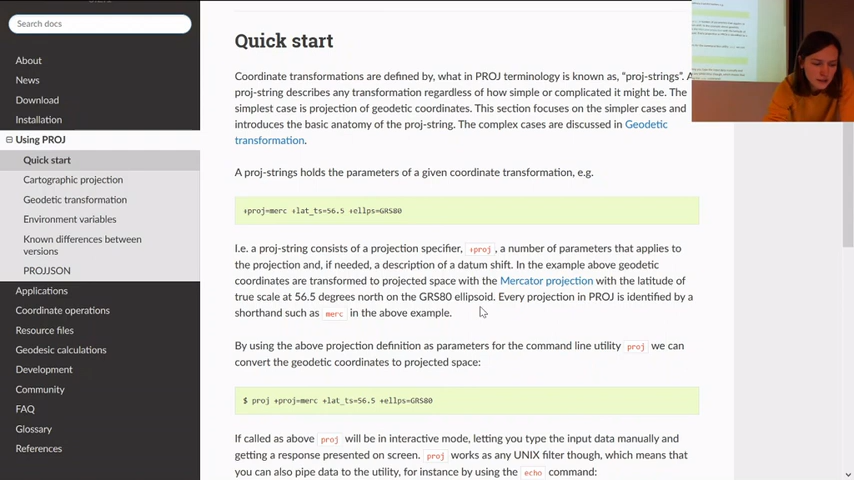 Search docs
About
News
Download
Installation
Using PROJ
Quick start
Cartographic projection
Geodetic transformation
Environment variables
Known differences between
versions
PROJJSON
Applications
Coordinate operations
Resource files
Geodesic calculations
Development
Community
FAQ
Glossary
References
Quick start
Coordinate transformations are defined by, what in PROJ terminology is known as, “proj-strings”. A
proj-string describes any transformation regardless of how simple or complicated it might be. The
simplest case is projection of geodetic coordinates. This section focuses on the simpler cases and
introduces the basic anatomy of the proj-string. The complex cases are discussed in Geodetic
transformation.
A proj-strings holds the parameters of a given coordinate transformation, e.g.
+proj=merc +lat_ts=56.5 +ellps=GRS80
I.e. a proj-string consists of a projection specifier, +proj, a number of parameters that applies to
the projection and, if needed, a description of a datum shift. In the example above geodetic
coordinates are transformed to projected space with the Mercator projection with the latitude of
true scale at 56.5 degrees north on the GRS80 ellipsoid. Every projection in PROJ is identified by a
shorthand such as merc in the above example.
By using the above projection definition as parameters for the command line utility proj we can
convert the geodetic coordinates to projected space:
$ proj +proj=merc +lat_ts=56.5 +ellps=GRS80
If called as above proj will be in interactive mode, letting you type the input data manually and
getting a response presented on screen. proj works as any UNIX filter though, which means that
you can also pipe data to the utility, for instance by using the echo command: